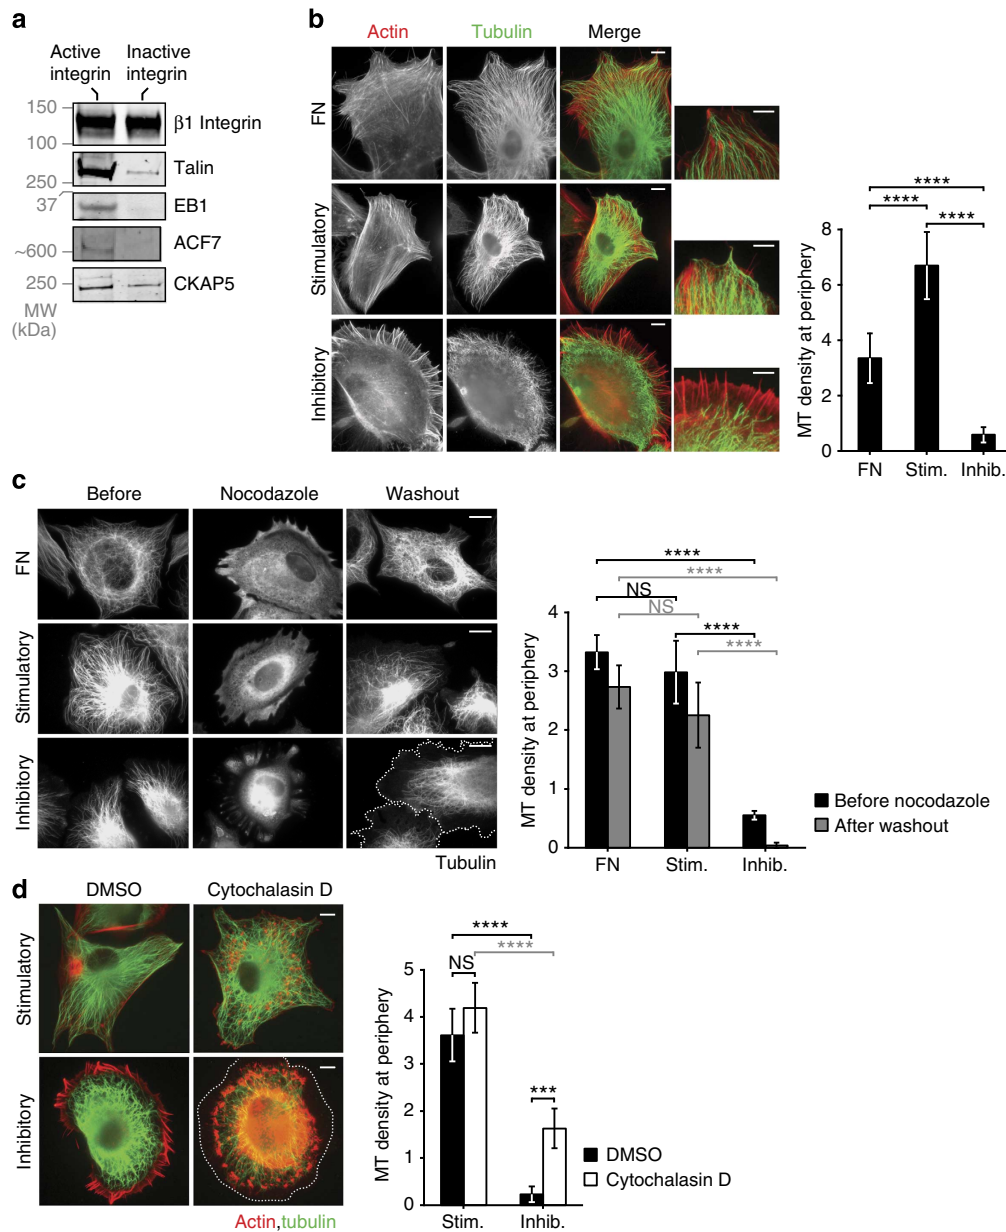 a
Active integrin
Inactive integrin
150
100
β1 Integrin
250
Talin
37
EB1
~600
ACF7
250
CKAP5
MW
(kDa)
b
Actin
Tubulin
Merge
FN
Stimulatory
Inhibitory
MT density at periphery
8
6
4
2
0
FN
Stim.
Inhib.
****
****
****
c
Before
Nocodazole
Washout
FN
Stimulatory
Inhibitory
Tubulin
MT density at periphery
4
3
2
1
0
FN
Stim.
Inhib.
****
****
NS
NS
****
****
Before nocodazole
After washout
d
DMSO
Cytochalasin D
Stimulatory
Inhibitory
Actin,tubulin
MT density at periphery
5
4
3
2
1
0
Stim.
Inhib.
****
****
NS
***
DMSO
Cytochalasin D